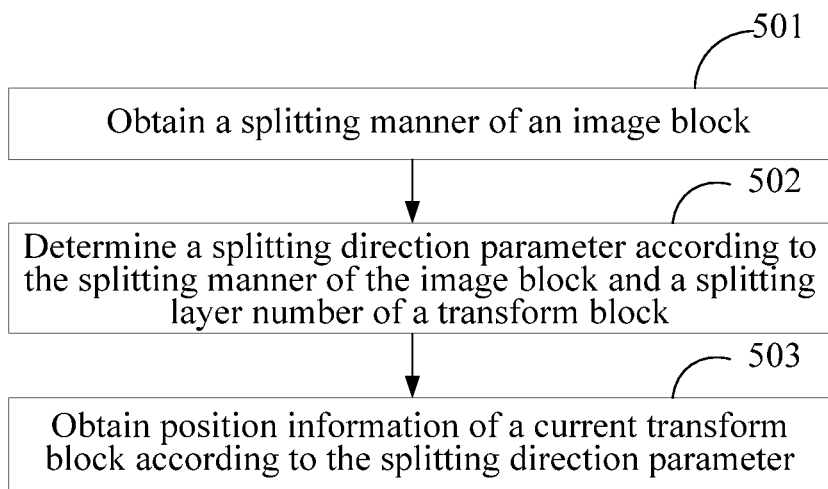 501
Obtain a splitting manner of an image block
502
Determine a splitting direction parameter according to
the splitting manner of the image block and a splitting
layer number of a transform block
503
Obtain position information of a current transform
block according to the splitting direction parameter